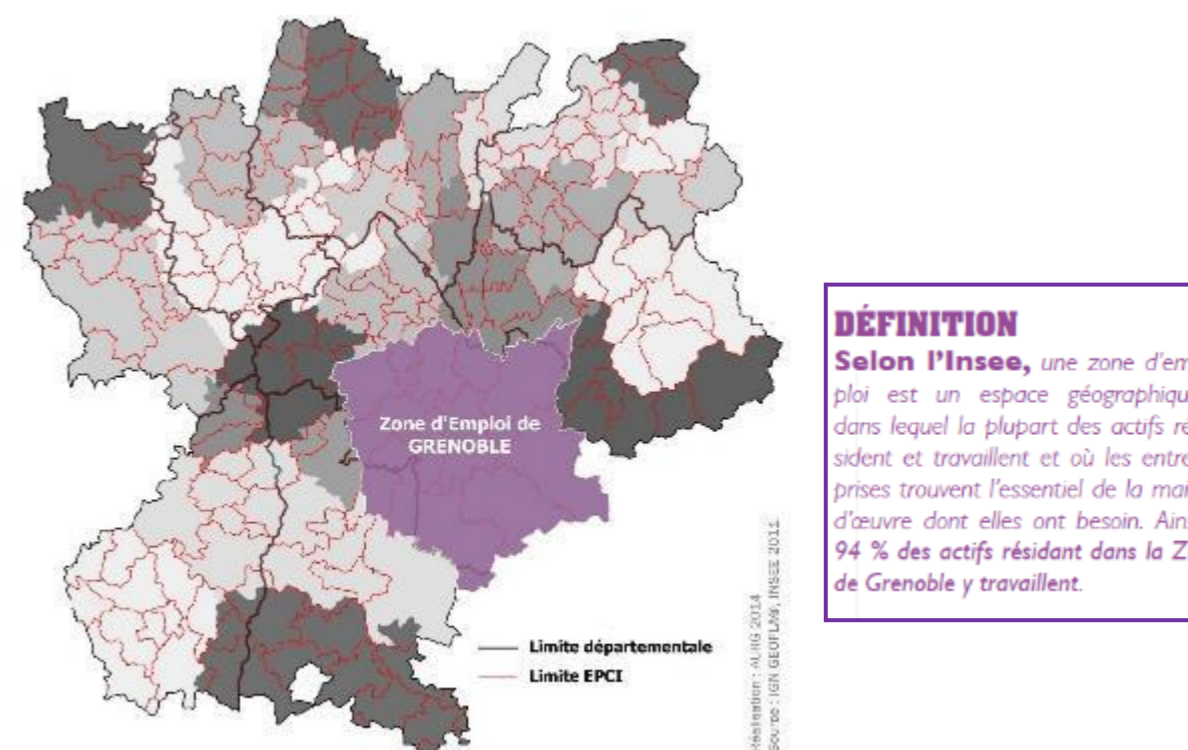 Zone d'Emploi de
GRENOBLE
Limite départementale
Limite EPCI
Réalisation : AURG 2014
Source : IGN GEOFLA®, INSEE 2011
DÉFINITION
Selon l'Insee, une zone d'em
ploi est un espace géographiqu
dans lequel la plupart des actifs ré
sident et travaillent et où les entre
prises trouvent l'essentiel de la mai
d'œuvre dont elles ont besoin. Ains
94 % des actifs résidant dans la Z
de Grenoble y travaillent.